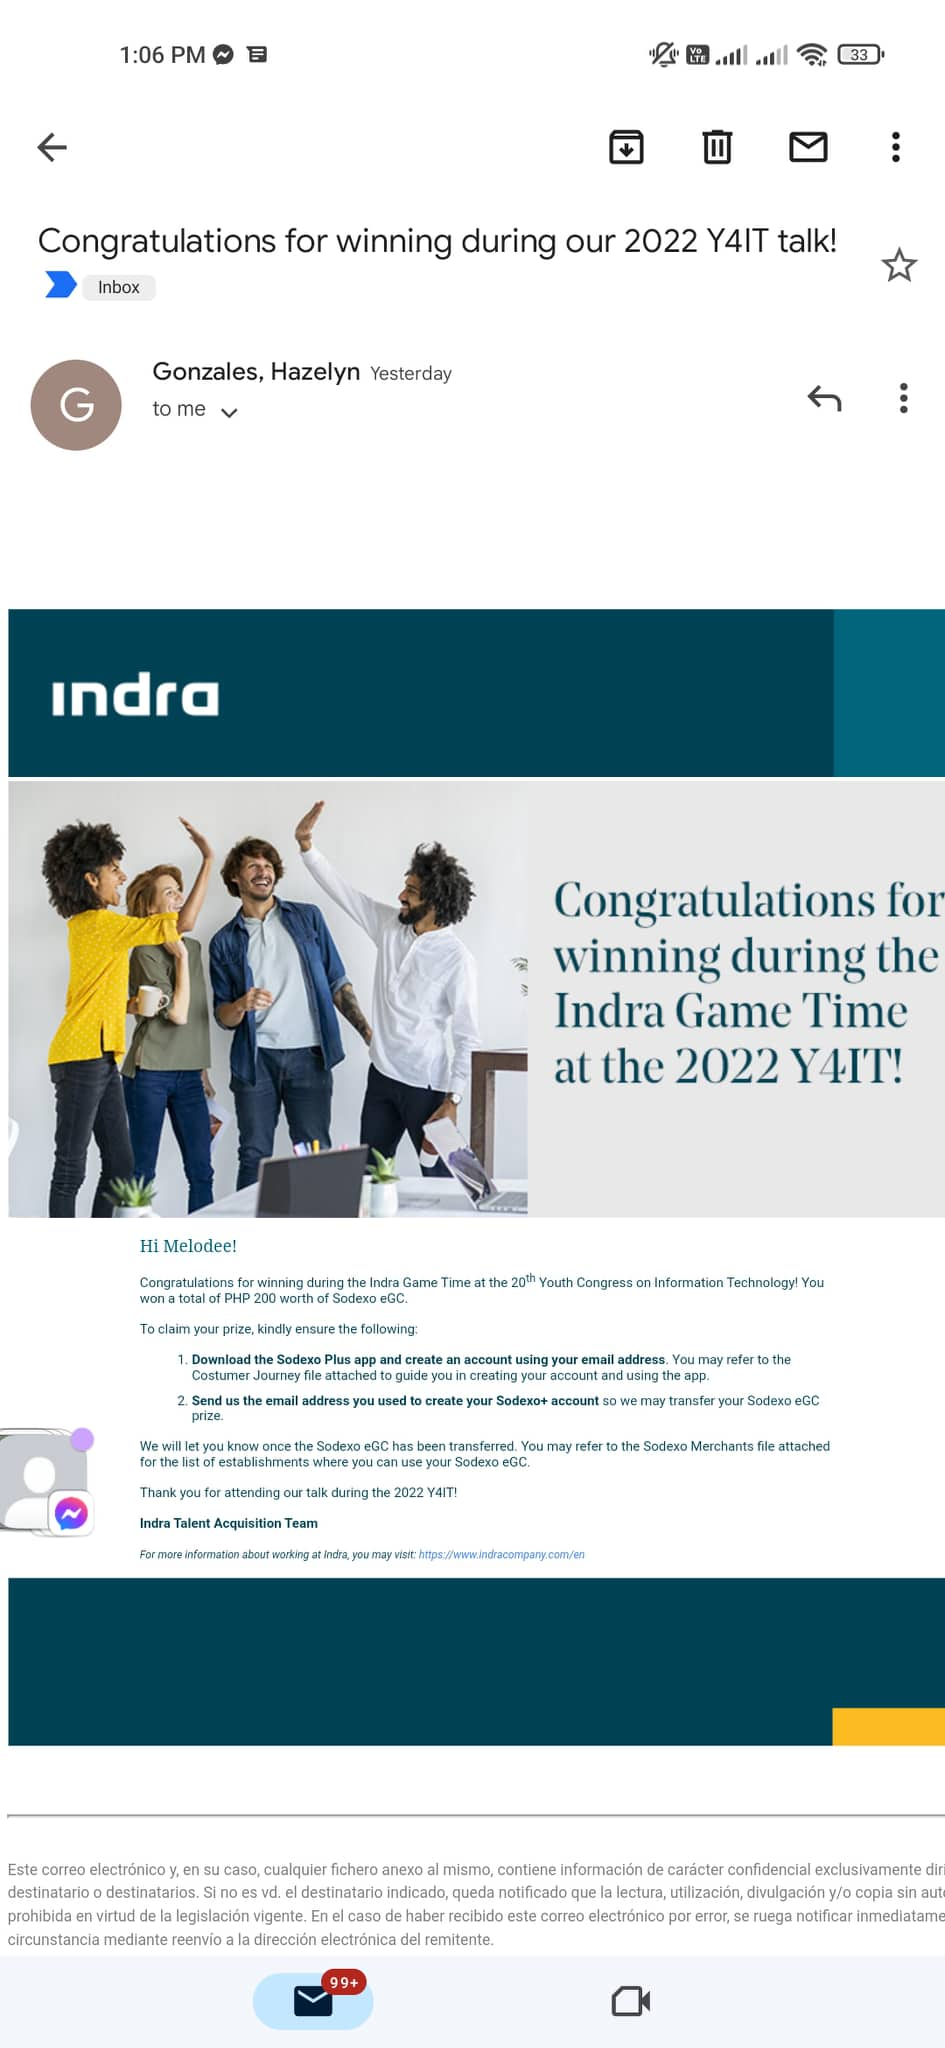 1:06 PM
Vo LTE
33
Congratulations for winning during our 2022 Y4IT talk!
Inbox
G
Gonzales, Hazelyn Yesterday
to me
indra
Congratulations for
winning during the
Indra Game Time
at the 2022 Y4IT!
Hi Melodee!
Congratulations for winning during the Indra Game Time at the 20th Youth Congress on Information Technology! You
won a total of PHP 200 worth of Sodexo eGC.
To claim your prize, kindly ensure the following:
1. Download the Sodexo Plus app and create an account using your email address. You may refer to the
Costumer Journey file attached to guide you in creating your account and using the app.
2. Send us the email address you used to create your Sodexo+ account so we may transfer your Sodexo eGC
prize.
We will let you know once the Sodexo eGC has been transferred. You may refer to the Sodexo Merchants file attached
for the list of establishments where you can use your Sodexo eGC.
Thank you for attending our talk during the 2022 Y4IT!
Indra Talent Acquisition Team
For more information about working at Indra, you may visit: https://www.indracompany.com/en
Este correo electrónico y, en su caso, cualquier fichero anexo al mismo, contiene información de carácter confidencial exclusivamente diri
destinatario o destinatarios. Si no es vd. el destinatario indicado, queda notificado que la lectura, utilización, divulgación y/o copia sin aut
prohibida en virtud de la legislación vigente. En el caso de haber recibido este correo electrónico por error, se ruega notificar inmediatame
circunstancia mediante reenvío a la dirección electrónica del remitente.
99+